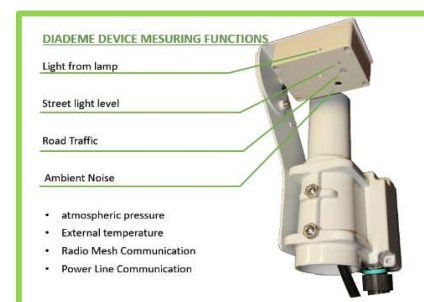 DIADEME DEVICE MESURING FUNCTIONS
Light from lamp
Street light level
Road Traffic
Ambient Noise
• atmospheric pressure
• External temperature
• Radio Mesh Communication
• Power Line Communication